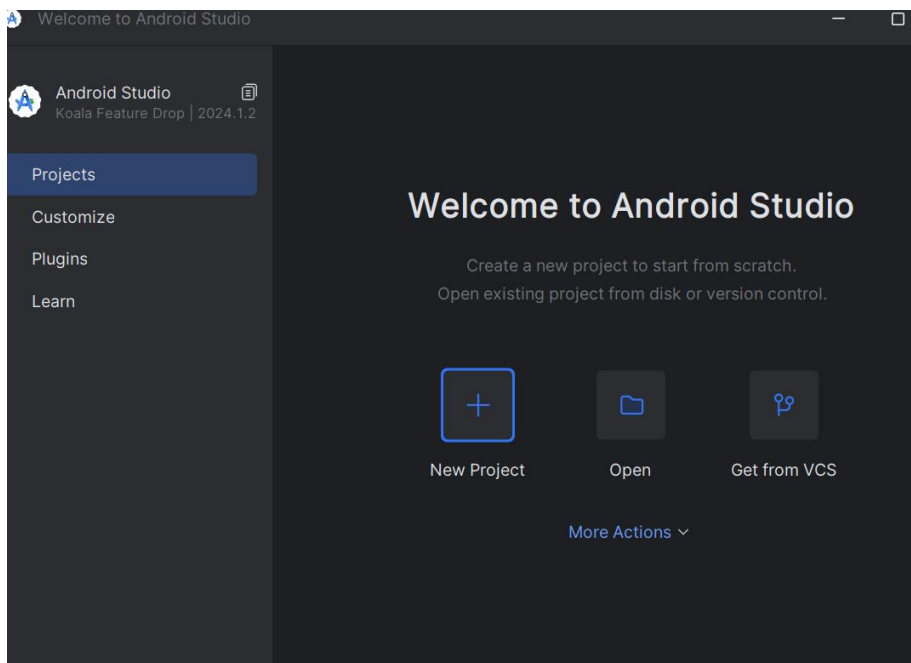 Welcome to Android Studio
Android Studio
Koala Feature Drop | 2024.1.2
Projects
Customize
Plugins
Learn
Welcome to Android Studio
Create a new project to start from scratch.
Open existing project from disk or version control.
New Project
Open
Get from VCS
More Actions